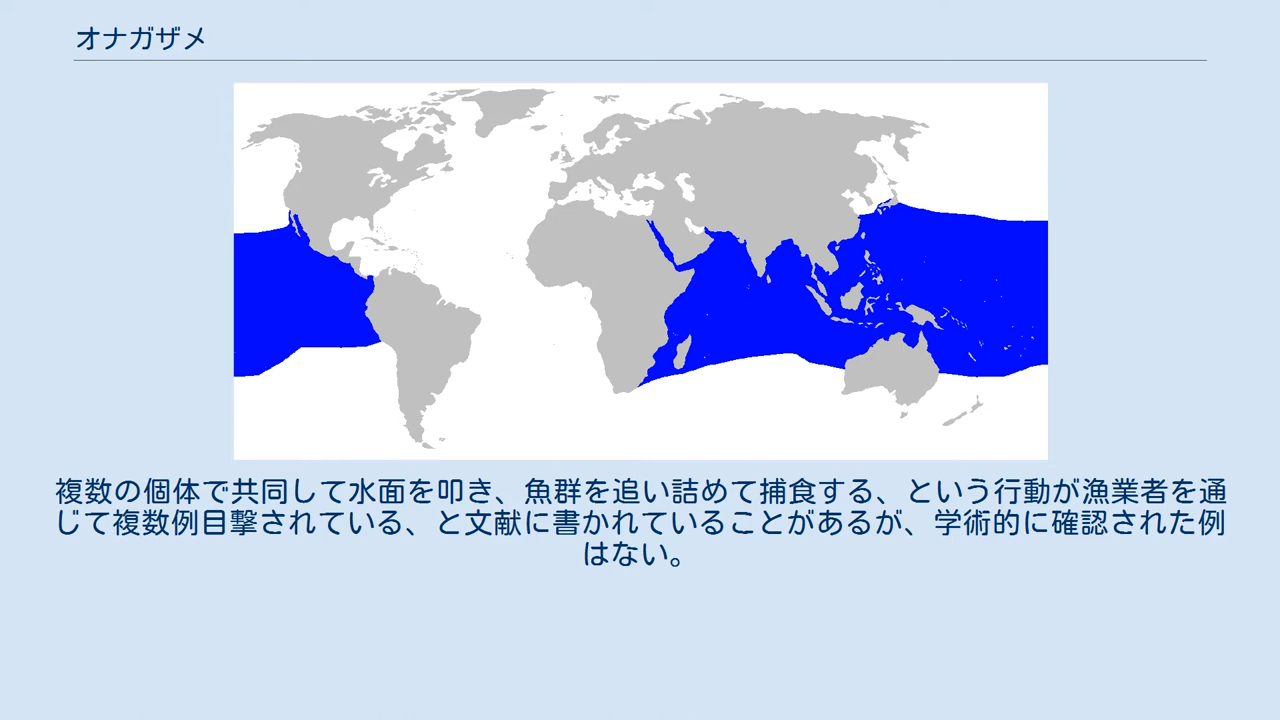 オナガザメ
複数の個体で共同して水面を叩き、魚群を追い詰めて捕食する、という行動が漁業者を通
じて複数例目撃されている、と文献に書かれていることがあるが、学術的に確認された例
はない。